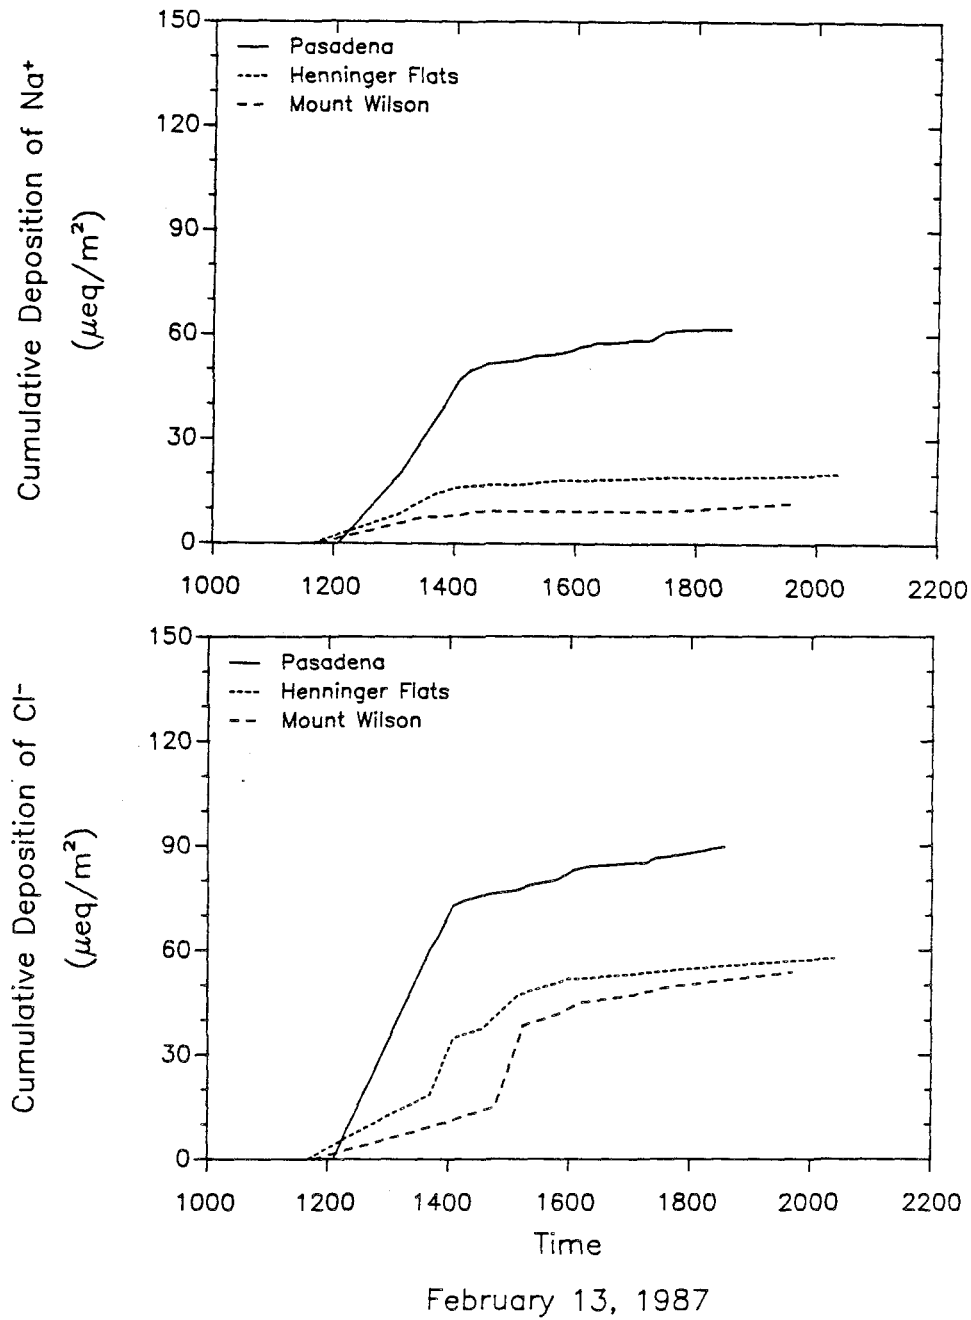 Cumulative Deposition of Na⁺
(μeq/m²)
150
120
90
60
30
0
Pasadena
Henninger Flats
Mount Wilson
1000 1200 1400 1600 1800 2000 2200
Cumulative Deposition of Cl⁻
(μeq/m²)
150
120
90
60
30
0
Pasadena
Henninger Flats
Mount Wilson
1000 1200 1400 1600 1800 2000 2200
Time
February 13, 1987